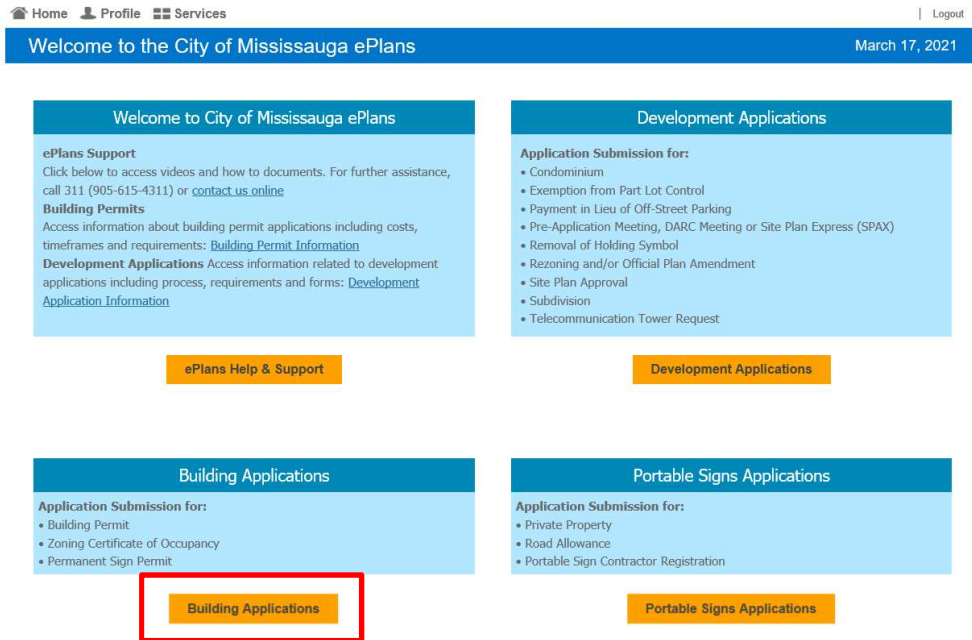 Home Profile Services | Logout
Welcome to the City of Mississauga ePlans March 17, 2021
Welcome to City of Mississauga ePlans
ePlans Support
Click below to access videos and how to documents. For further assistance,
call 311 (905-615-4311) or contact us online
Building Permits
Access information about building permit applications including costs,
timeframes and requirements: Building Permit Information
Development Applications Access information related to development
applications including process, requirements and forms: Development
Application Information
ePlans Help & Support
Development Applications
Application Submission for:
• Condominium
• Exemption from Part Lot Control
• Payment in Lieu of Off-Street Parking
• Pre-Application Meeting, DARC Meeting or Site Plan Express (SPAX)
• Removal of Holding Symbol
• Rezoning and/or Official Plan Amendment
• Site Plan Approval
• Subdivision
• Telecommunication Tower Request
Development Applications
Building Applications
Application Submission for:
• Building Permit
• Zoning Certificate of Occupancy
• Permanent Sign Permit
Building Applications
Portable Signs Applications
Application Submission for:
• Private Property
• Road Allowance
• Portable Sign Contractor Registration
Portable Signs Applications